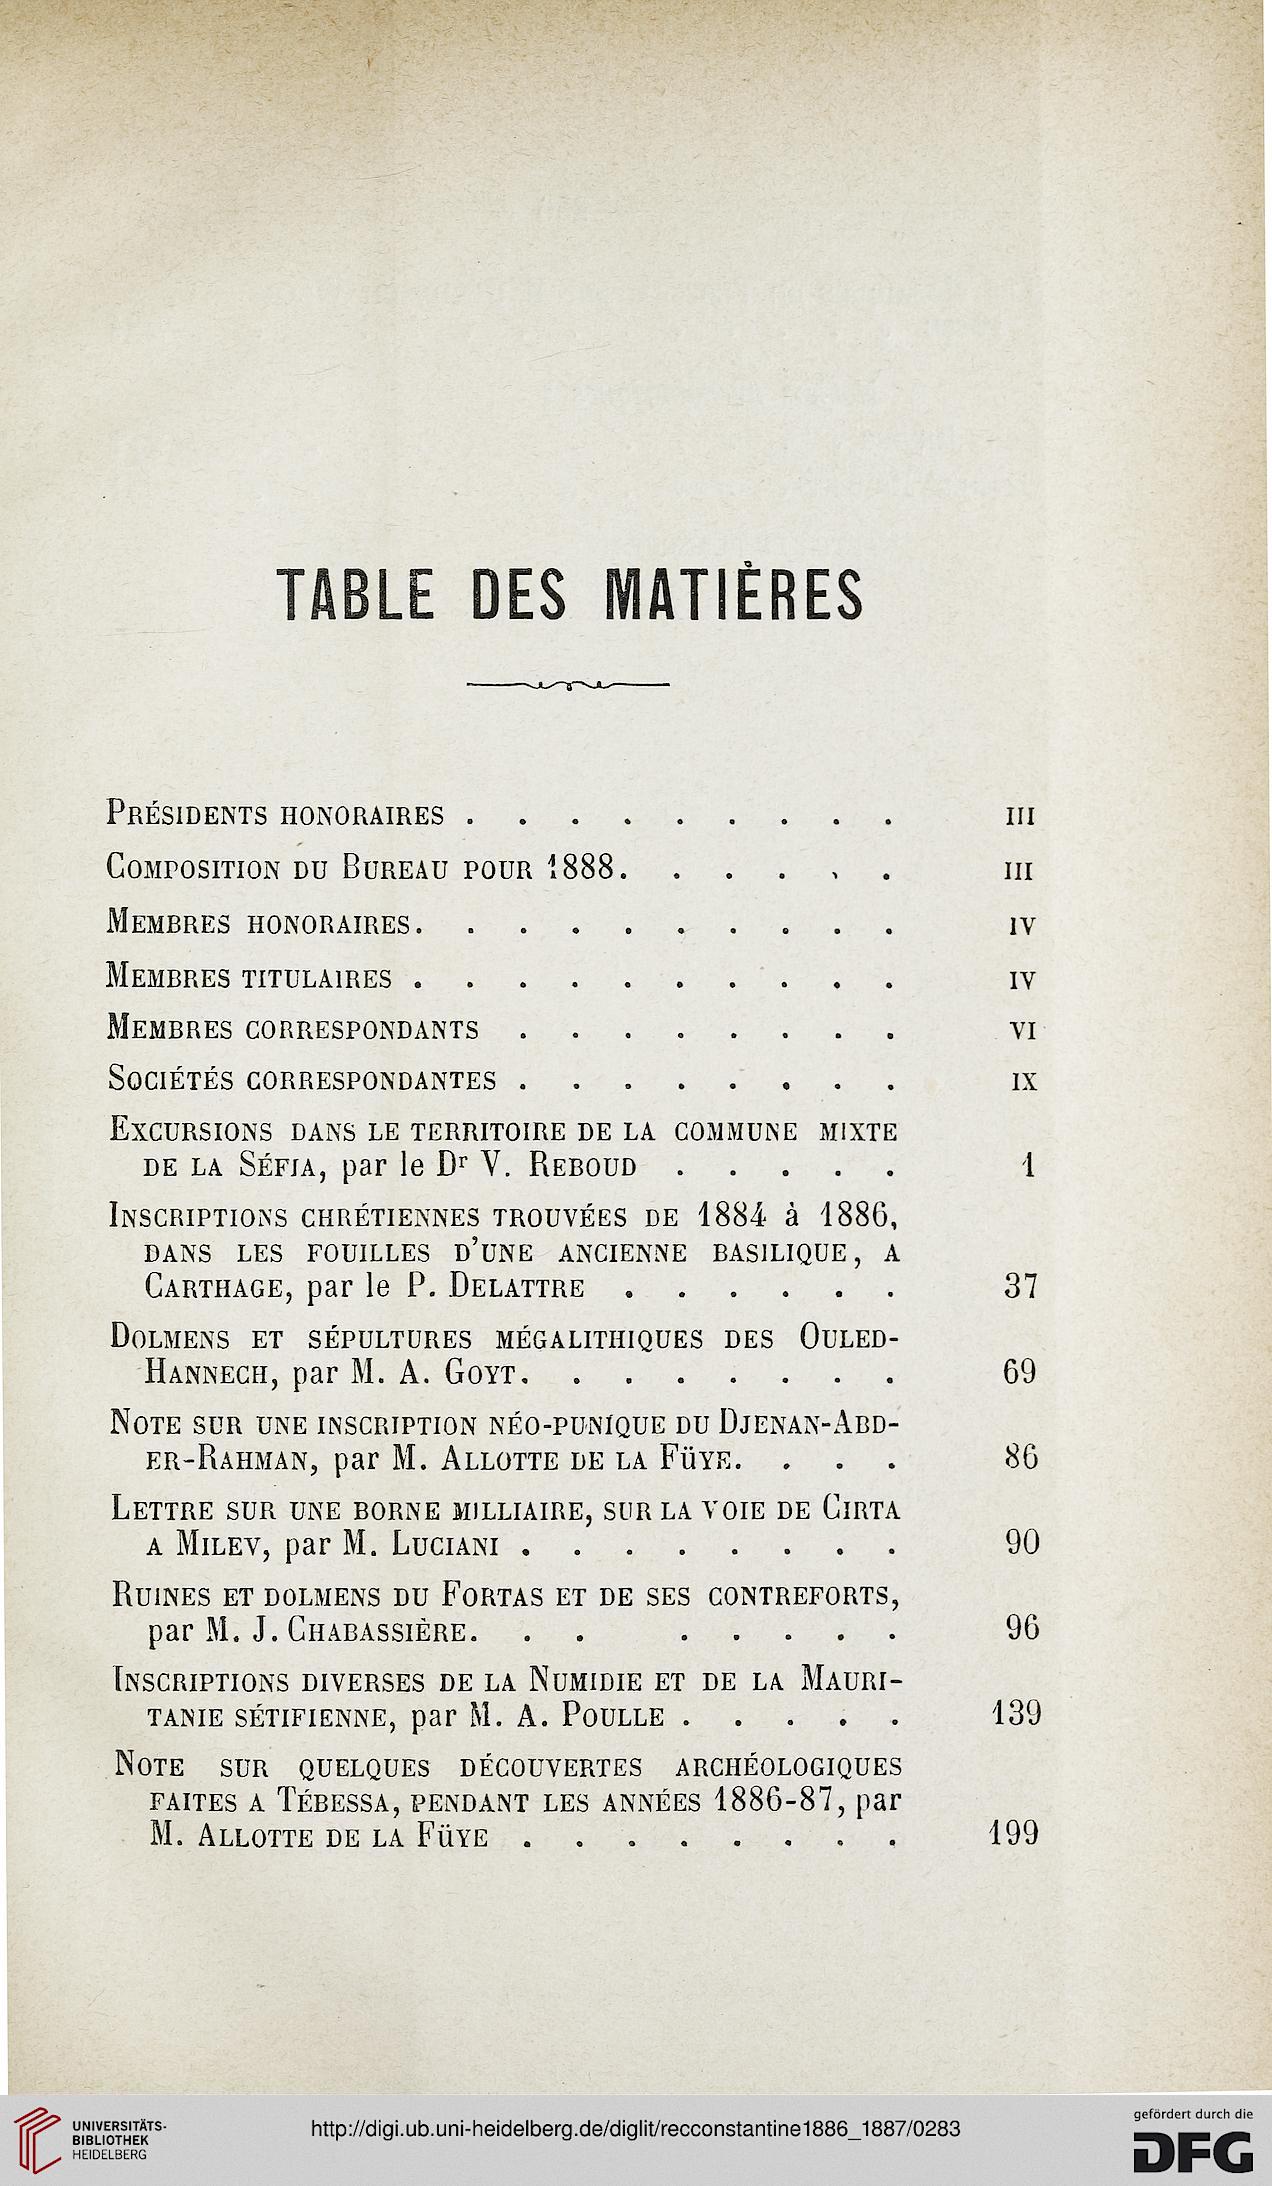 TABLE DES MATIÈRES
PRÉSIDENTS HONORAIRES . . . . . . . . . III
COMPOSITION DU BUREAU POUR 1888. . . . . . III
MEMBRES HONORAIRES. . . . . . . . . . IV
MEMBRES TITULAIRES . . . . . . . . . . IV
MEMBRES CORRESPONDANTS . . . . . . . . VI
SOCIÉTÉS CORRESPONDANTES . . . . . . . . IX
EXCURSIONS DANS LE TERRITOIRE DE LA COMMUNE MIXTE
DE LA SÉFIA, par le Dr V. REBOUD . . . . . 1
INSCRIPTIONS CHRÉTIENNES TROUVÉES DE 1884 à 1886,
DANS LES FOUILLES D'UNE ANCIENNE BASILIQUE, A
CARTHAGE, par le P. DELATTRE . . . . . . 37
DOLMENS ET SÉPULTURES MÉGALITHIQUES DES OULED-
HANNECH, par M. A. GOYT. . . . . . . . 69
NOTE SUR UNE INSCRIPTION NÉO-PUNIQUE DU DJENAN-ABD-
ER-RAHMAN, par M. ALLOTTE DE LA FÜYE. . . . 86
LETTRE SUR UNE BORNE MILLIAIRE, SUR LA VOIE DE CIRTA
A MILEV, par M. LUCIANI . . . . . . . . 90
RUINES ET DOLMENS DU FORTAS ET DE SES CONTREFORTS,
par M. J. CHABASSIÈRE. . . . . . . . 96
INSCRIPTIONS DIVERSES DE LA NUMIDIE ET DE LA MAURI-
TANIE SÉTIFIENNE, par M. A. POULLE . . . . . 139
NOTE SUR QUELQUES DÉCOUVERTES ARCHÉOLOGIQUES
FAITES A TÉBESSA, PENDANT LES ANNÉES 1886-87, par
M. ALLOTTE DE LA FÜYE . . . . . . . . 199
UNIVERSITÄTS-
BIBLIOTHEK
HEIDELBERG
http://digi.ub.uni-heidelberg.de/diglit/recconstantine1886_1887/0283
gefördert durch die
DFG